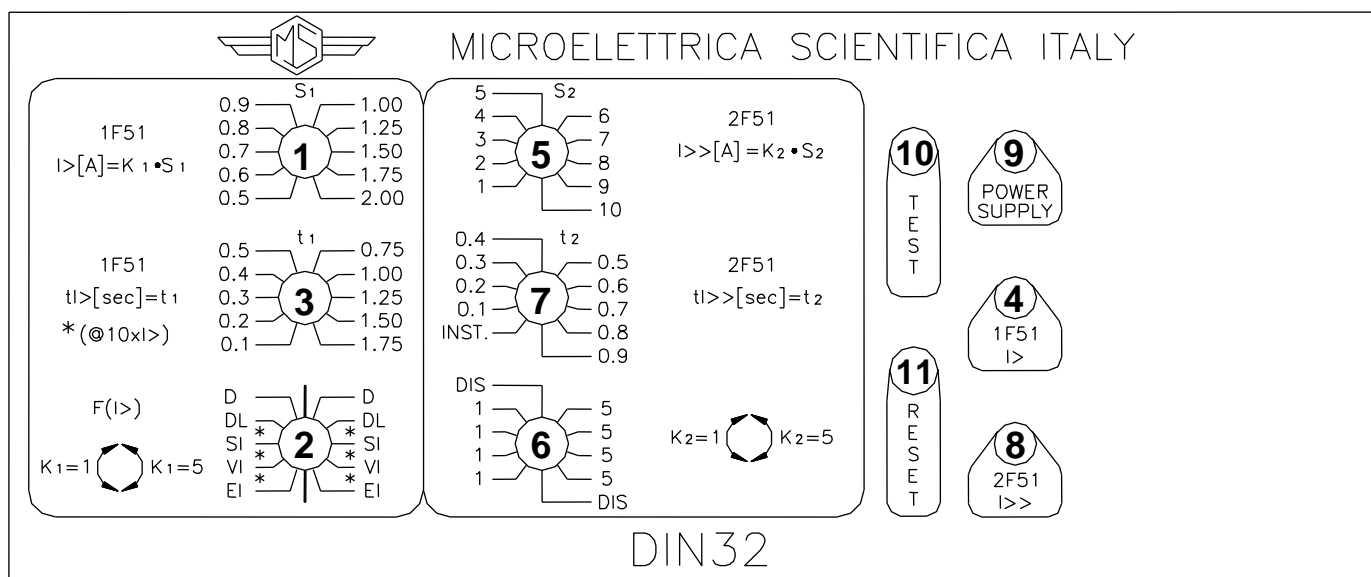 MS MICROELETTRICA SCIENTIFICA ITALY
1F51
I>[A]=K1•S1
S1
0.9 1.00
0.8 1.25
0.7 1 1.50
0.6 1.75
0.5 2.00
1F51
tI>[sec]=t1
*(@10xI>)
t1
0.5 0.75
0.4 1.00
0.3 3 1.25
0.2 1.50
0.1 1.75
F(I>)
K1=1 K1=5
D D
DL DL
SI * 2 * SI
VI * * VI
EI * * EI
S2
5
4 6
3 7
2 5 8
1 9
10
2F51
I>>[A]=K2•S2
t2
0.4
0.3 0.5
0.2 0.6
0.1 7 0.7
INST. 0.8
0.9
2F51
tI>>[sec]=t2
DIS
1 5
1 5
1 6 5
1 5
DIS
K2=1 K2=5
10
TEST
9
POWER
SUPPLY
4
1F51
I>
11
RESET
8
2F51
I>>
DIN32